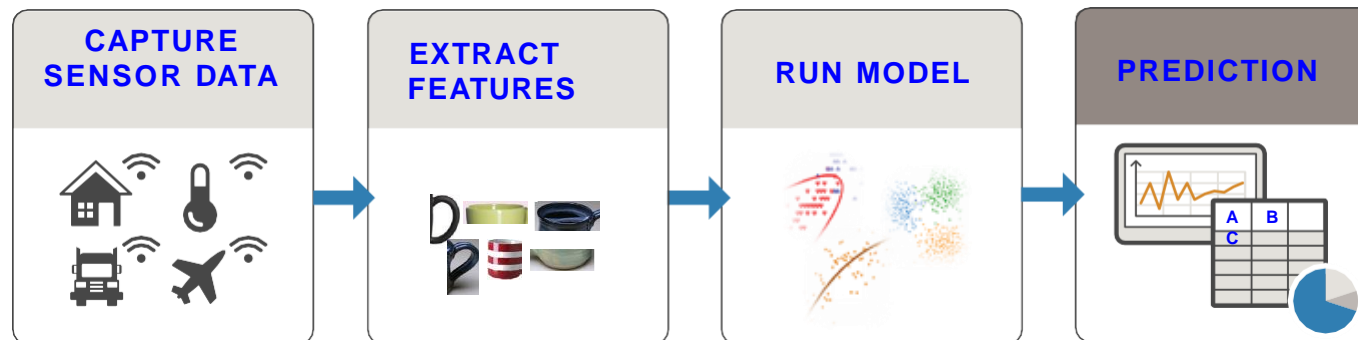 CAPTURE
SENSOR DATA
EXTRACT
FEATURES
RUN MODEL
PREDICTION
A B
C